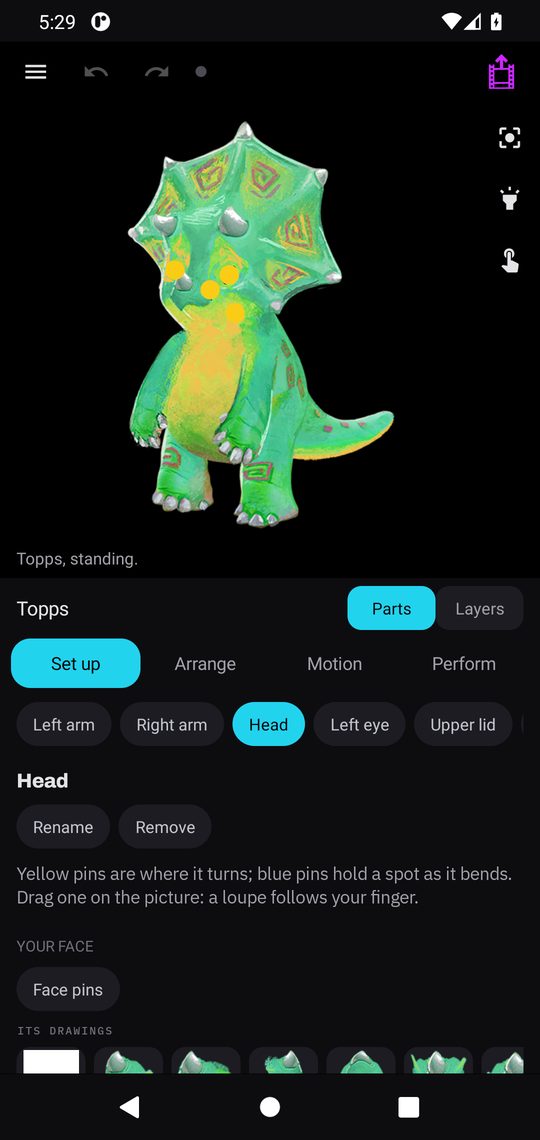 5:29
Topps, standing.
Topps
Parts
Layers
Set up
Arrange
Motion
Perform
Left arm
Right arm
Head
Left eye
Upper lid
Head
Rename
Remove
Yellow pins are where it turns; blue pins hold a spot as it bends.
Drag one on the picture: a loupe follows your finger.
YOUR FACE
Face pins
ITS DRAWINGS